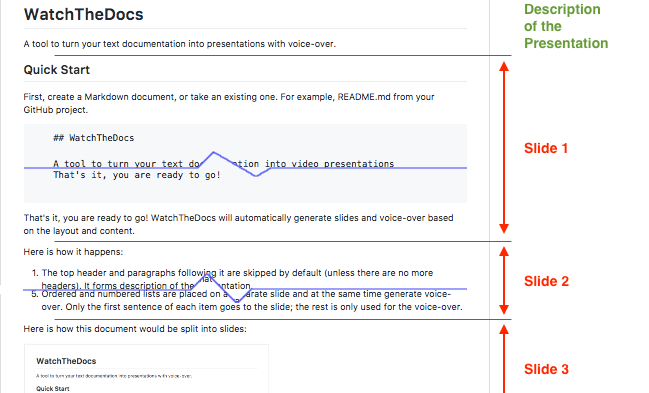 WatchTheDocs
Description
of the
Presentation
A tool to turn your text documentation into presentations with voice-over.
Quick Start
First, create a Markdown document, or take an existing one. For example, README.md from your
GitHub project.
## WatchTheDocs
A tool to turn your text do tion into video presentations
That's it, you are ready to go!
Slide 1
That's it, you are ready to go! WatchTheDocs will automatically generate slides and voice-over based
on the layout and content.
Here is how it happens:
1. The top header and paragraphs following it are skipped by default (unless there are no more
headers). It forms description of the ntation
5. Ordered and numbered lists are placed on a arate slide and at the same time generate voice-
over. Only the first sentence of each item goes to the slide; the rest is only used for the voice-over.
Slide 2
Here is how this document would be split into slides:
WatchTheDocs
A tool to turn your text documentation into presentations with voice-over.
Quick Start
Slide 3